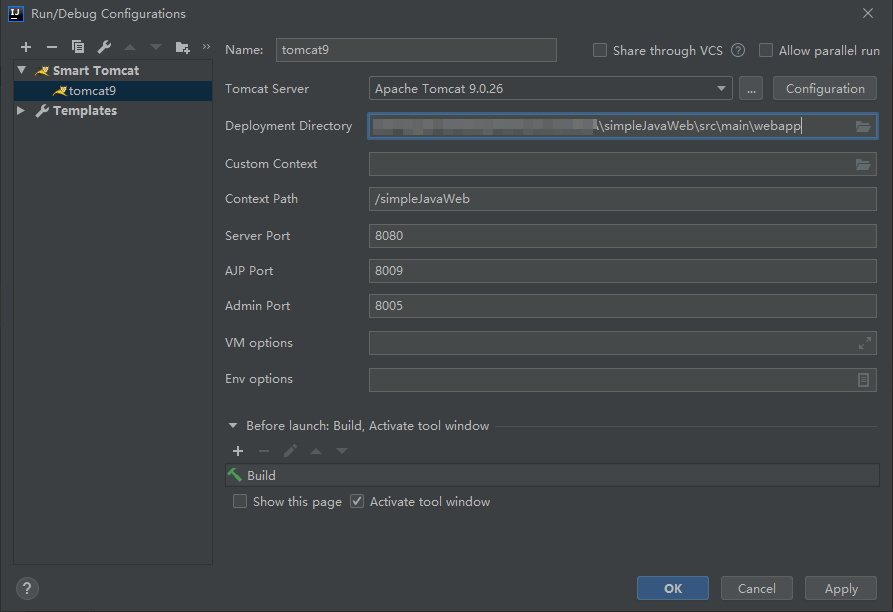 Run/Debug Configurations
Name: tomcat9 Share through VCS ? Allow parallel run
Smart Tomcat
tomcat9
Templates
Tomcat Server Apache Tomcat 9.0.26 ... Configuration
Deployment Directory \simpleJavaWeb\src\main\webapp
Custom Context
Context Path /simpleJavaWeb
Server Port 8080
AJP Port 8009
Admin Port 8005
VM options
Env options
Before launch: Build, Activate tool window
Build
Show this page Activate tool window
? OK Cancel Apply